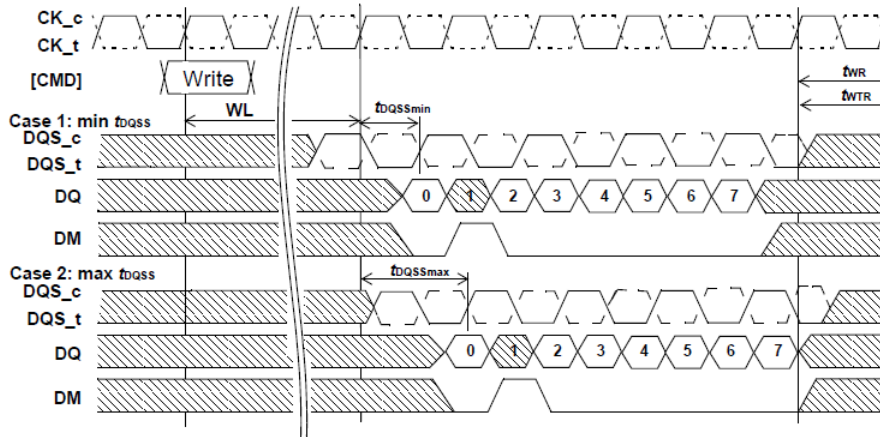 CK_c
CK_t
[CMD] Write tWR
WL tDQSSmin tWTR
Case 1: min tDQSS
DQS_c
DQS_t
DQ 0 1 2 3 4 5 6 7
DM
Case 2: max tDQSS tDQSSmax
DQS_c
DQS_t
DQ 0 1 2 3 4 5 6 7
DM